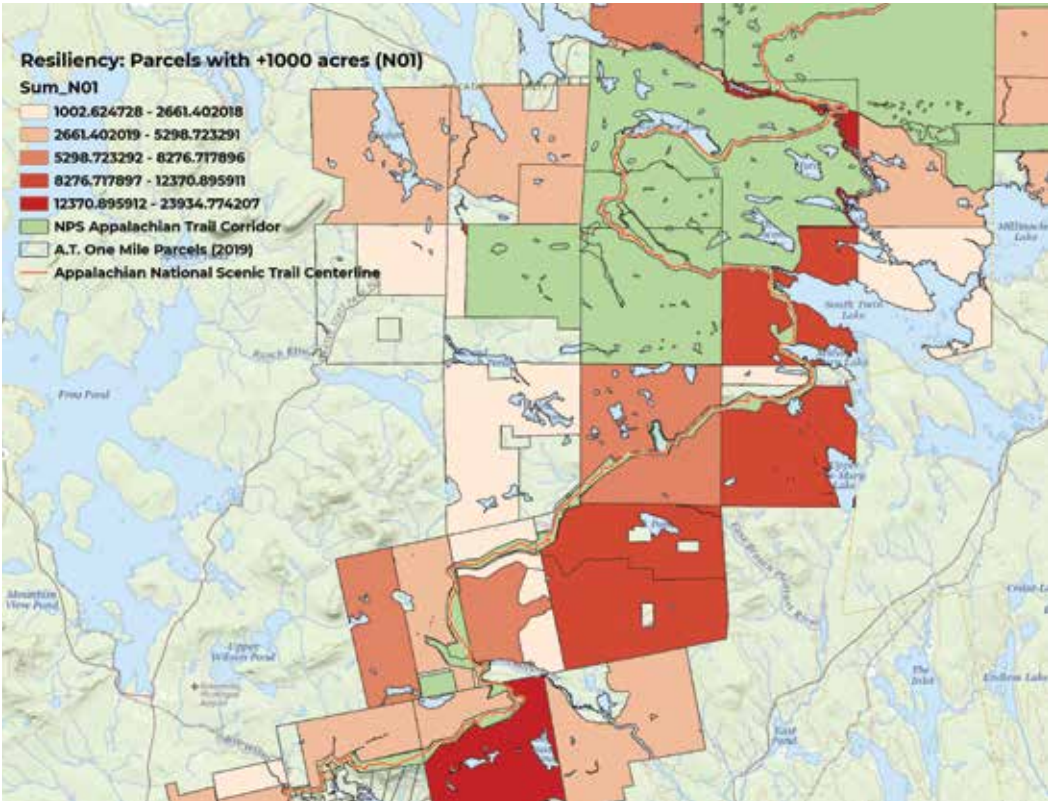 Resiliency: Parcels with +1000 acres (N01)
Sum_N01
1002.624728 - 2661.402018
2661.402019 - 5298.723291
5298.723292 - 8276.717896
8276.717897 - 12370.895911
12370.895912 - 23934.774207
NPS Appalachian Trail Corridor
A.T. One Mile Parcels (2019)
Appalachian National Scenic Trail Centerline
Lake
South Twin
Lake
Frog Pond
Upper
Lake
Mountain
View Pond
Upper
Wilson Pond
The
Inlet
Endless Lake
East
Pond